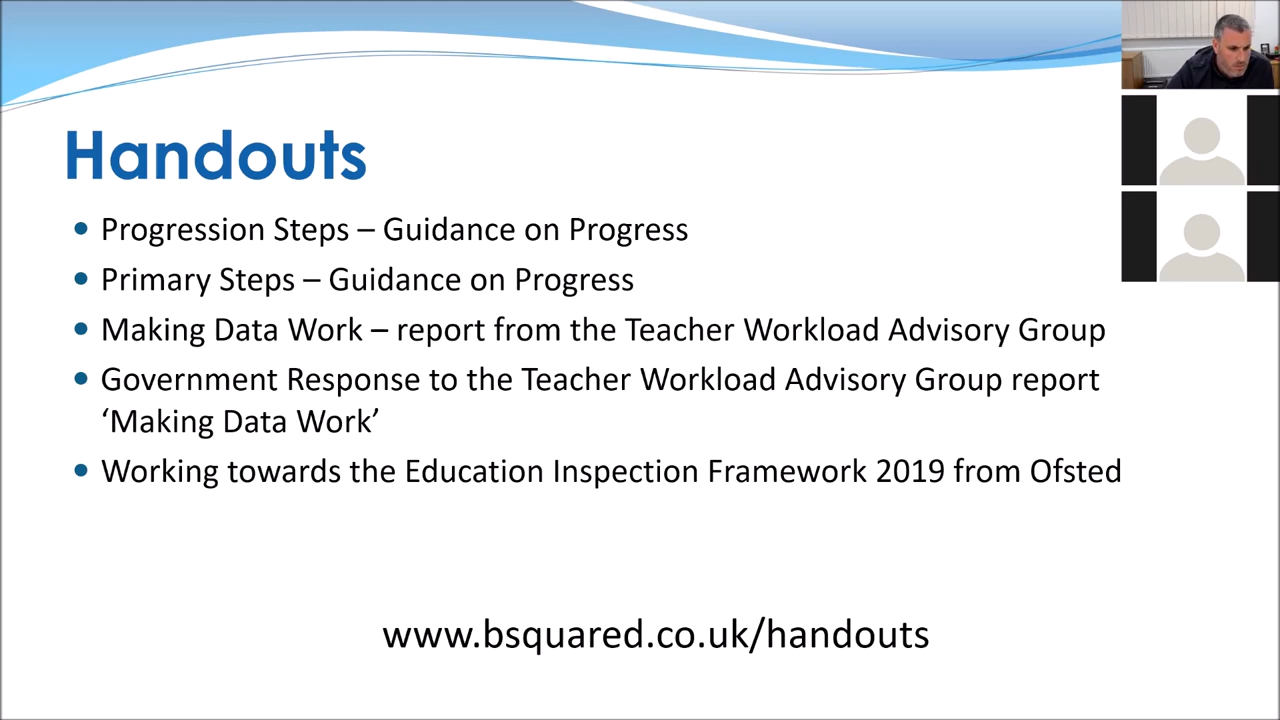 Handouts
Progression Steps – Guidance on Progress
Primary Steps – Guidance on Progress
Making Data Work – report from the Teacher Workload Advisory Group
Government Response to the Teacher Workload Advisory Group report
‘Making Data Work’
Working towards the Education Inspection Framework 2019 from Ofsted
www.bsquared.co.uk/handouts